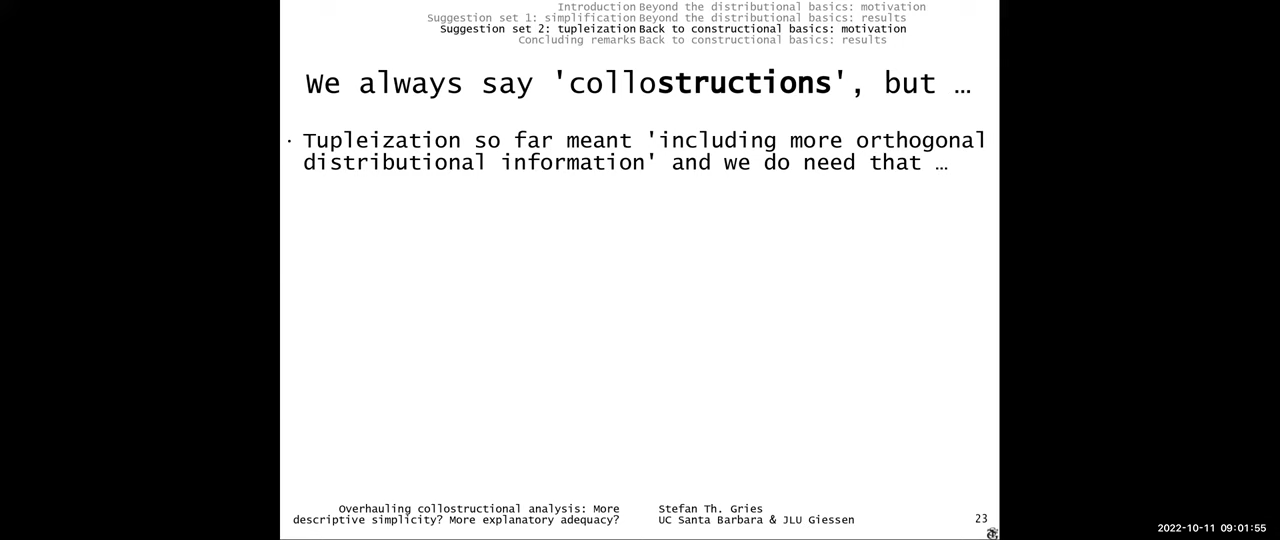 Introduction Beyond the distributional basics: motivation
Suggestion set 1: simplification Beyond the distributional basics: results
Suggestion set 2: tupleization Back to constructional basics: motivation
Concluding remarks Back to constructional basics: results
We always say 'collostructions', but …
· Tupleization so far meant 'including more orthogonal
distributional information' and we do need that …
Overhauling collostructional analysis: More
descriptive simplicity? More explanatory adequacy?
Stefan Th. Gries
UC Santa Barbara & JLU Giessen
23
2022-10-11 09:01:55